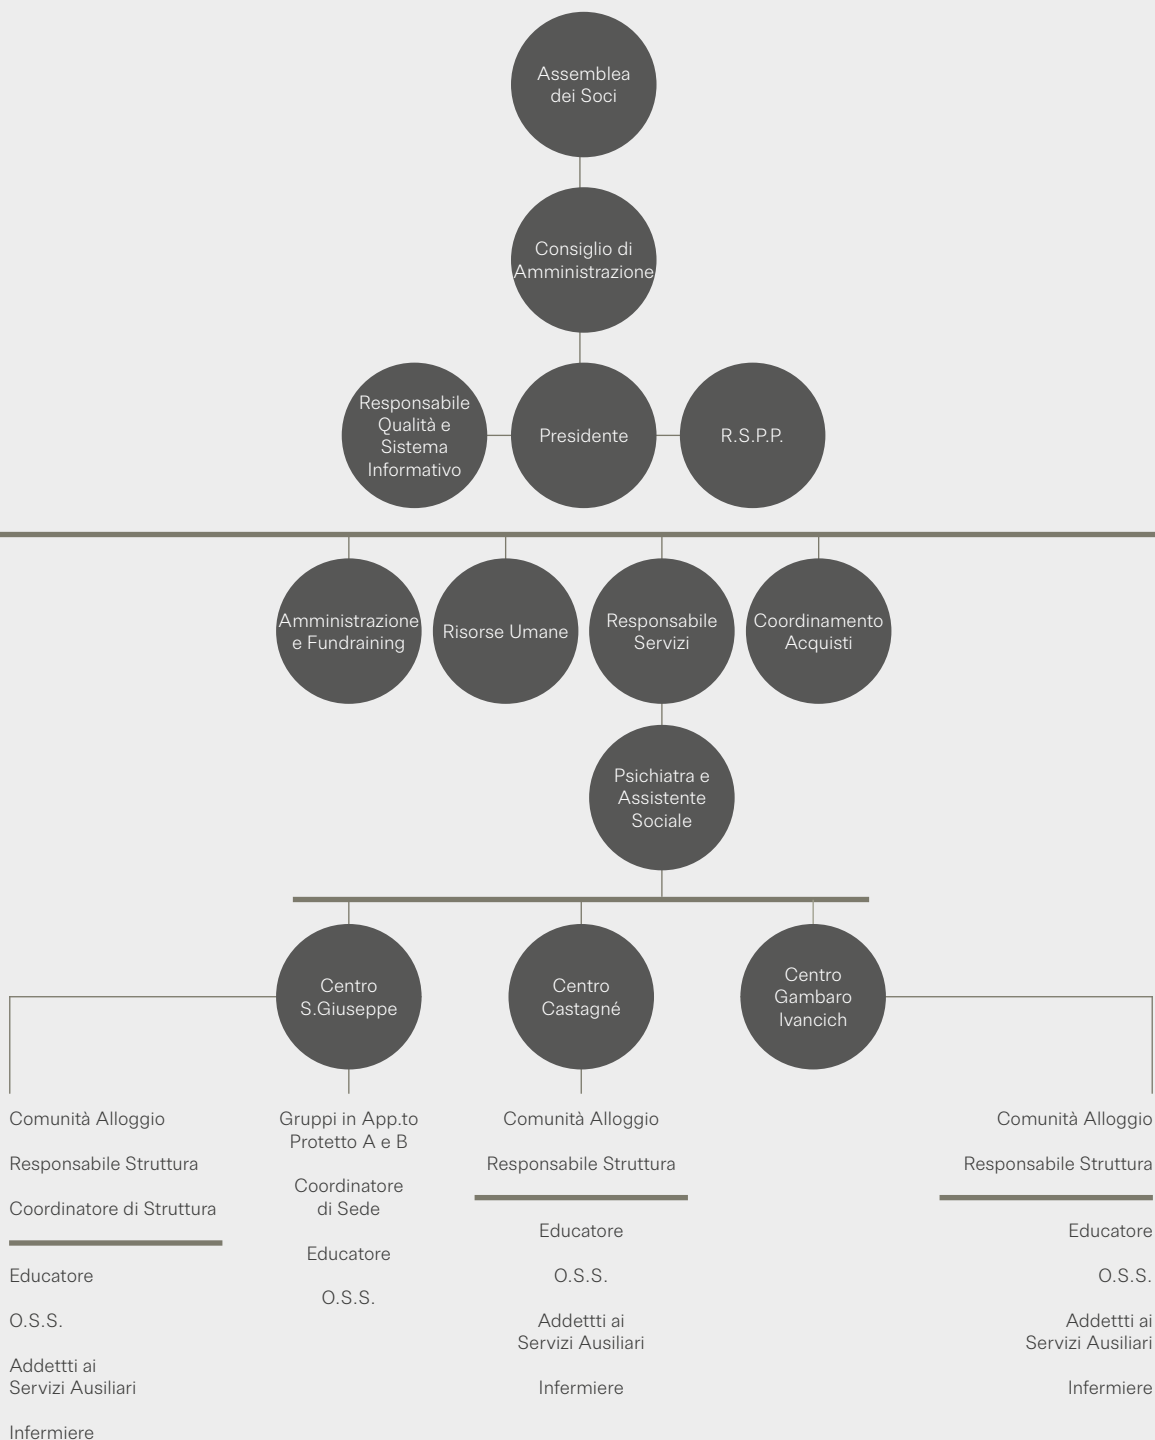 Assemblea
dei Soci
Consiglio di
Amministrazione
Responsabile
Qualità e
Sistema
Informativo
Presidente
R.S.P.P.
Amministrazione
e Fundraining
Risorse Umane
Responsabile
Servizi
Coordinamento
Acquisti
Psichiatra e
Assistente
Sociale
Centro
S.Giuseppe
Centro
Castagné
Centro
Gambaro
Ivancich
Comunità Alloggio
Responsabile Struttura
Coordinatore di Struttura
Educatore
O.S.S.
Addettti ai
Servizi Ausiliari
Infermiere
Gruppi in App.to
Protetto A e B
Coordinatore
di Sede
Educatore
O.S.S.
Comunità Alloggio
Responsabile Struttura
Educatore
O.S.S.
Addettti ai
Servizi Ausiliari
Infermiere
Comunità Alloggio
Responsabile Struttura
Educatore
O.S.S.
Addettti ai
Servizi Ausiliari
Infermiere